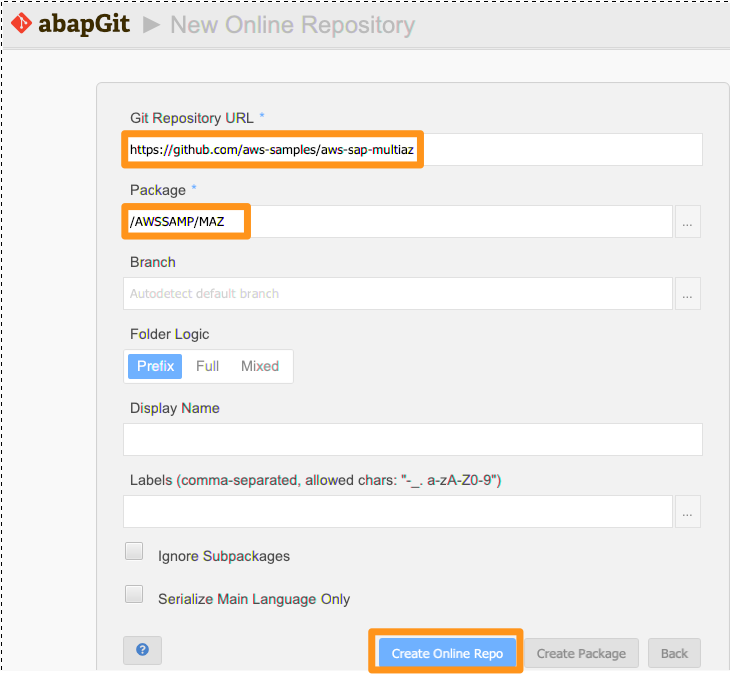 abapGit ▶ New Online Repository
Git Repository URL *
https://github.com/aws-samples/aws-sap-multiaz
Package *
/AWSSAMP/MAZ
...
Branch
Autodetect default branch
...
Folder Logic
Prefix Full Mixed
Display Name
Labels (comma-separated, allowed chars: "-_. a-zA-Z0-9")
...
Ignore Subpackages
Serialize Main Language Only
? Create Online Repo Create Package Back